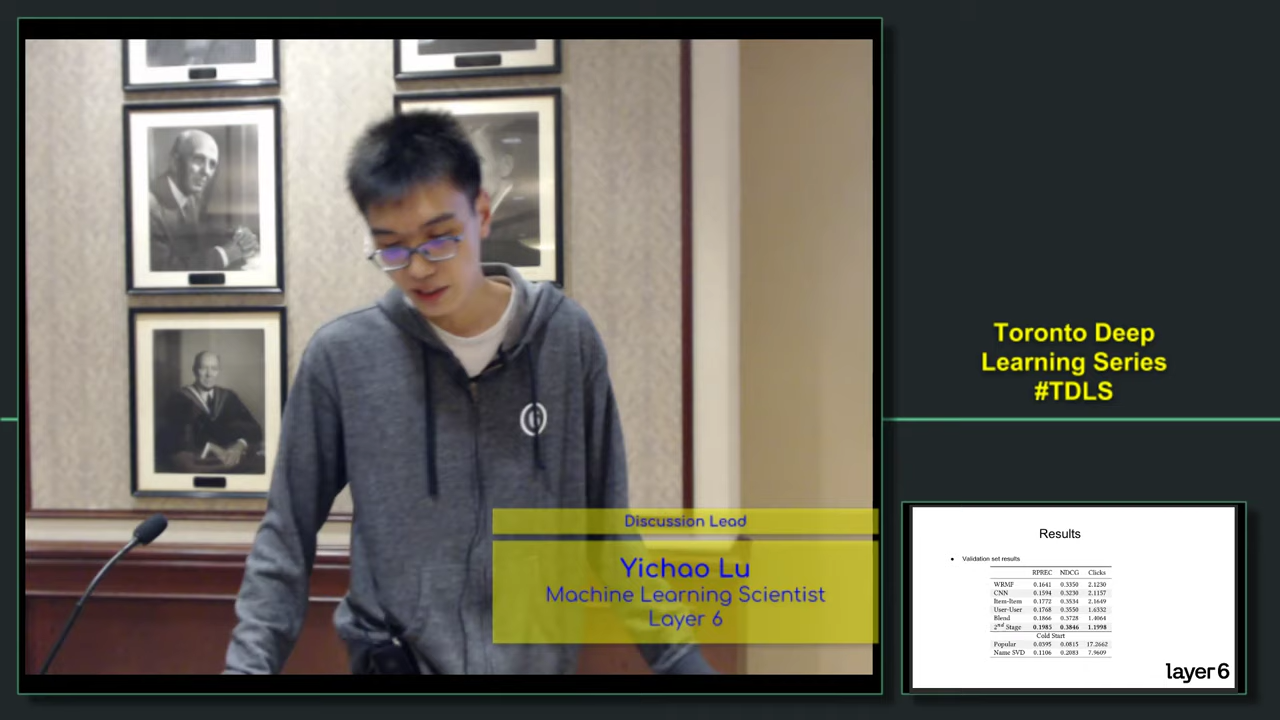 Toronto Deep
Learning Series
#TDLS
Discussion Lead
Yichao Lu
Machine Learning Scientist
Layer 6
Results
• Validation set results
RPREC NDCG Clicks
WRMF 0.1641 0.3350 2.1230
CNN 0.1594 0.3230 2.1157
Item-Item 0.1772 0.3534 2.1649
User-User 0.1768 0.3550 1.6332
Blend 0.1866 0.3728 1.4064
2nd Stage 0.1985 0.3846 1.1998
Cold Start
Popular 0.0395 0.0815 17.2662
Name SVD 0.1106 0.2083 7.9609
layer6